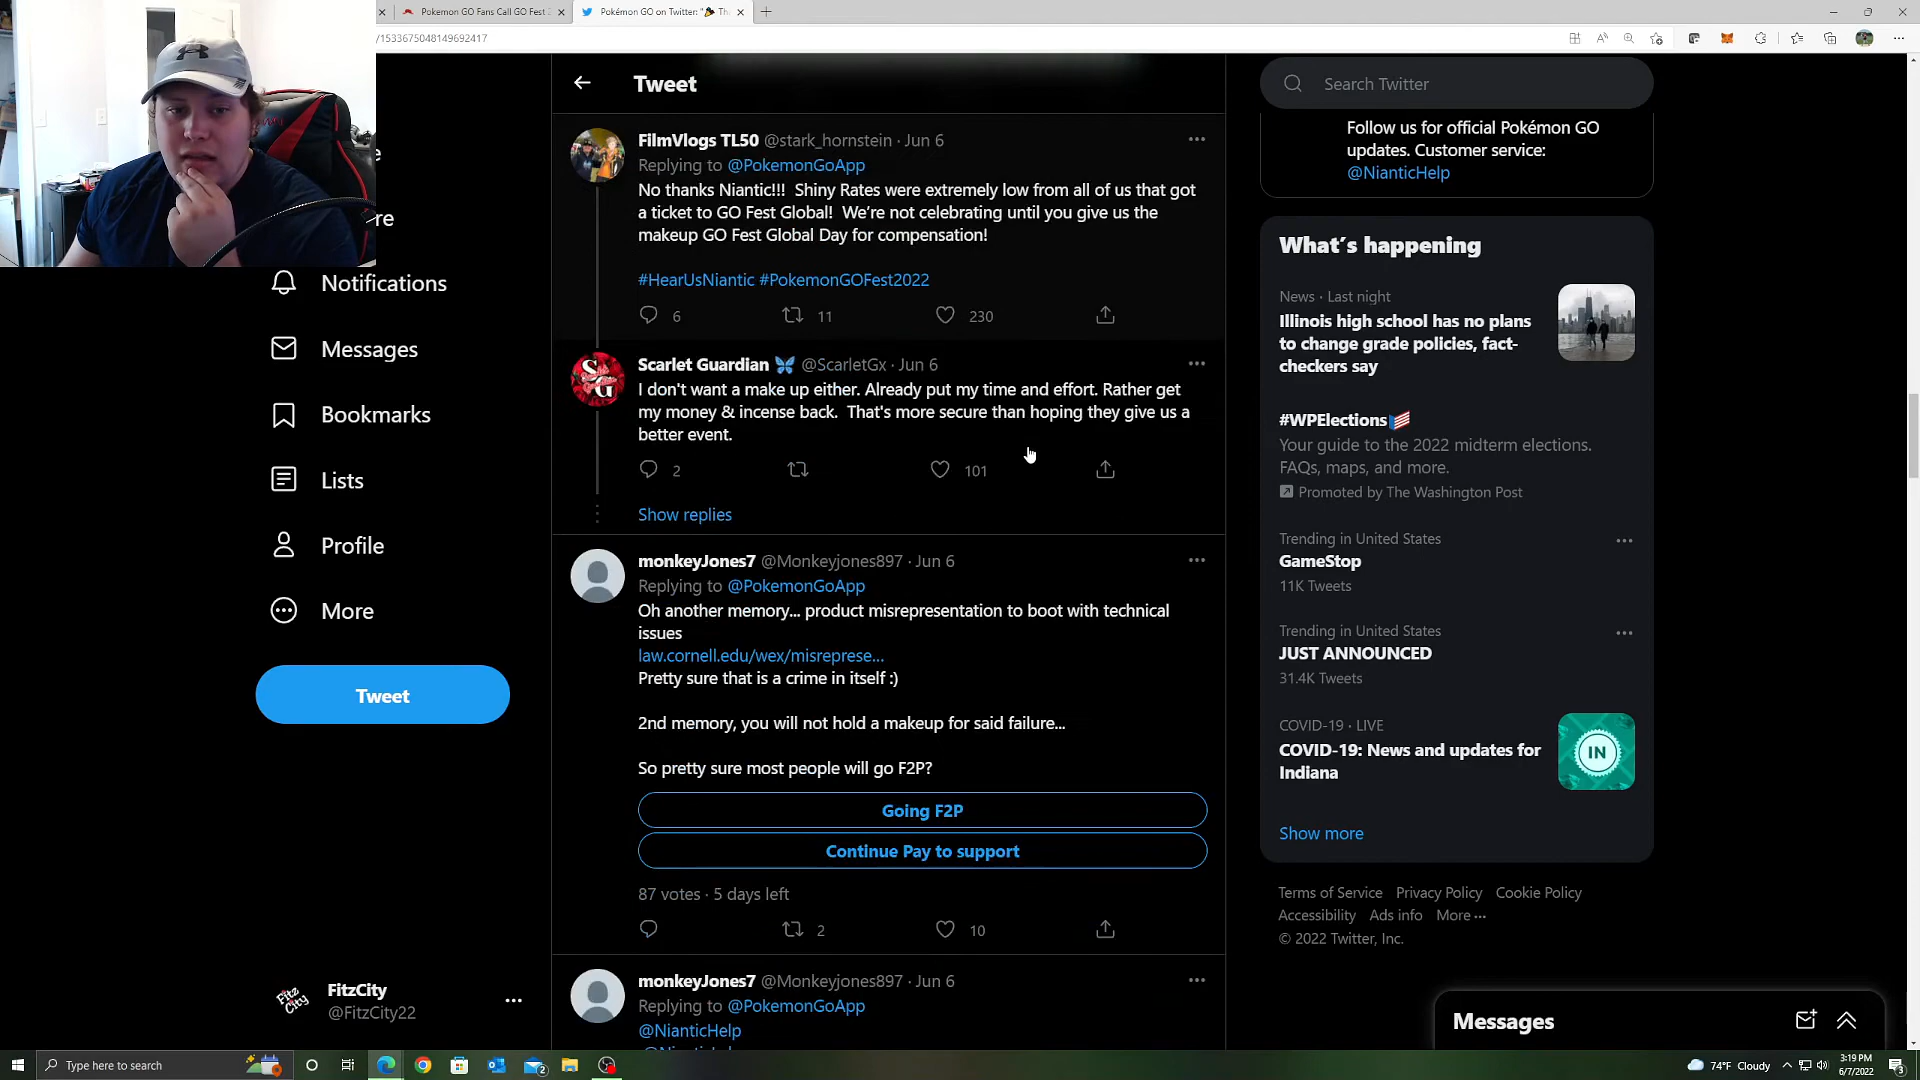 Pokemon GO Fans Call GO Fest
Pokémon GO on Twitter: "🎉 Th
/1533675048149692417
Tweet
Search Twitter
Follow us for official Pokémon GO
updates. Customer service:
@NianticHelp
FilmVlogs TL50 @stark_hornstein · Jun 6
Replying to @PokemonGoApp
No thanks Niantic!!! Shiny Rates were extremely low from all of us that got
a ticket to GO Fest Global! We're not celebrating until you give us the
makeup GO Fest Global Day for compensation!
#HearUsNiantic #PokemonGOFest2022
6 11 230
Scarlet Guardian 🦋 @ScarletGx · Jun 6
I don't want a make up either. Already put my time and effort. Rather get
my money & incense back. That's more secure than hoping they give us a
better event.
2 101
Show replies
monkeyJones7 @Monkeyjones897 · Jun 6
Replying to @PokemonGoApp
Oh another memory... product misrepresentation to boot with technical
issues
law.cornell.edu/wex/misreprese...
Pretty sure that is a crime in itself :)
2nd memory, you will not hold a makeup for said failure...
So pretty sure most people will go F2P?
Going F2P
Continue Pay to support
87 votes · 5 days left
2 10
monkeyJones7 @Monkeyjones897 · Jun 6
Replying to @PokemonGoApp
@NianticHelp
re
Notifications
Messages
Bookmarks
Lists
Profile
More
Tweet
FitzCity
@FitzCity22
What's happening
News · Last night
Illinois high school has no plans
to change grade policies, fact-
checkers say
#WPElections
Your guide to the 2022 midterm elections.
FAQs, maps, and more.
Promoted by The Washington Post
Trending in United States
GameStop
11K Tweets
Trending in United States
JUST ANNOUNCED
31.4K Tweets
COVID-19 · LIVE
COVID-19: News and updates for
Indiana
IN
Show more
Terms of Service Privacy Policy Cookie Policy
Accessibility Ads info More ···
© 2022 Twitter, Inc.
Messages
Type here to search
74°F Cloudy
3:19 PM
6/7/2022